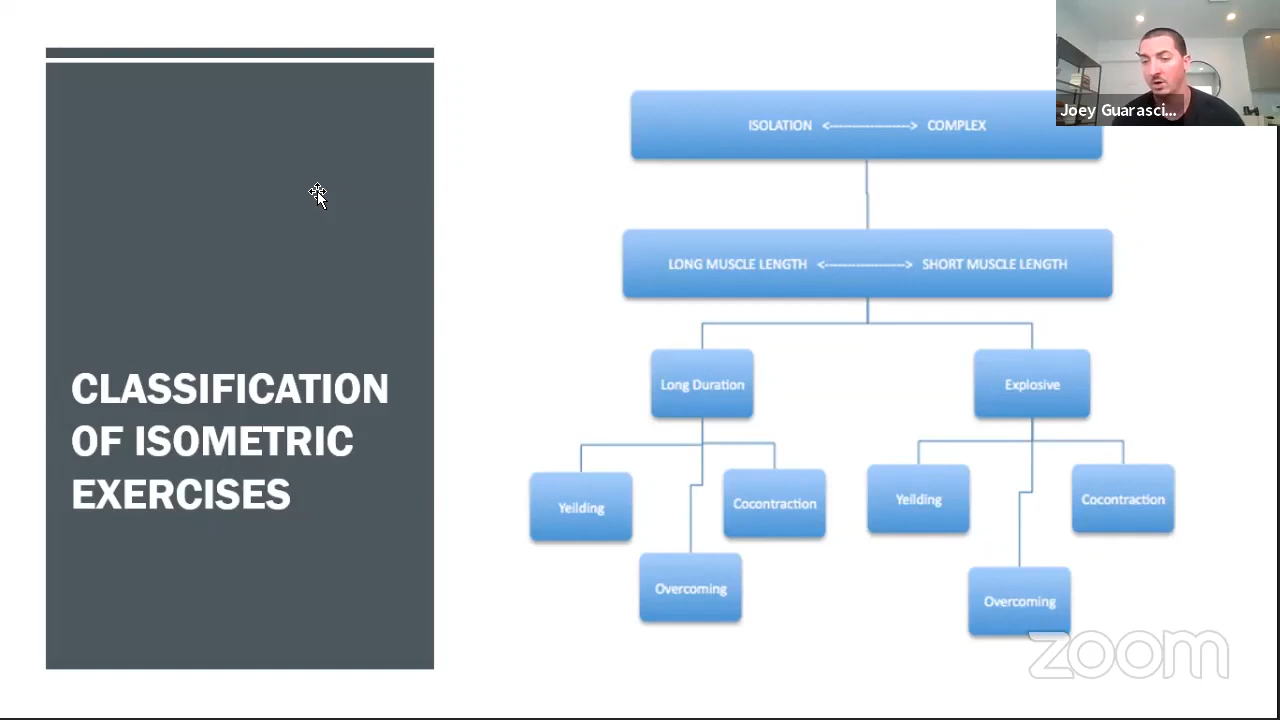 Joey Guarasci...
ISOLATION <------------------> COMPLEX
LONG MUSCLE LENGTH <------------------> SHORT MUSCLE LENGTH
CLASSIFICATION
OF ISOMETRIC
EXERCISES
Long Duration
Explosive
Yeilding
Cocontraction
Overcoming
Yeilding
Cocontraction
Overcoming
zoom